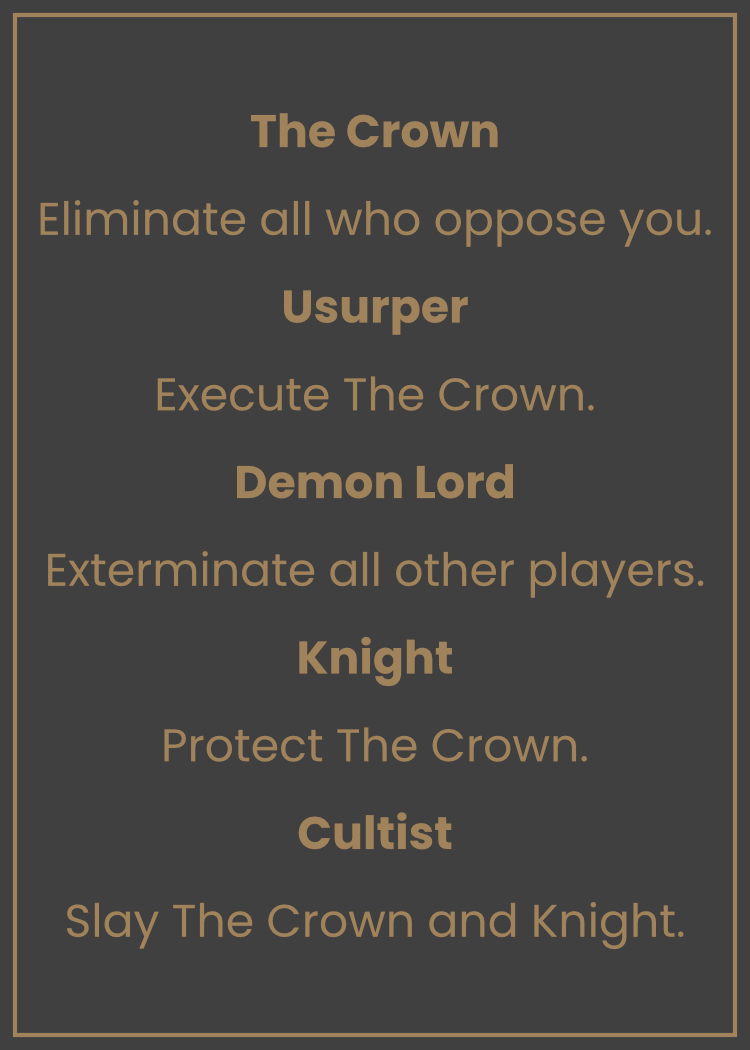 The Crown
Eliminate all who oppose you.
Usurper
Execute The Crown.
Demon Lord
Exterminate all other players.
Knight
Protect The Crown.
Cultist
Slay The Crown and Knight.